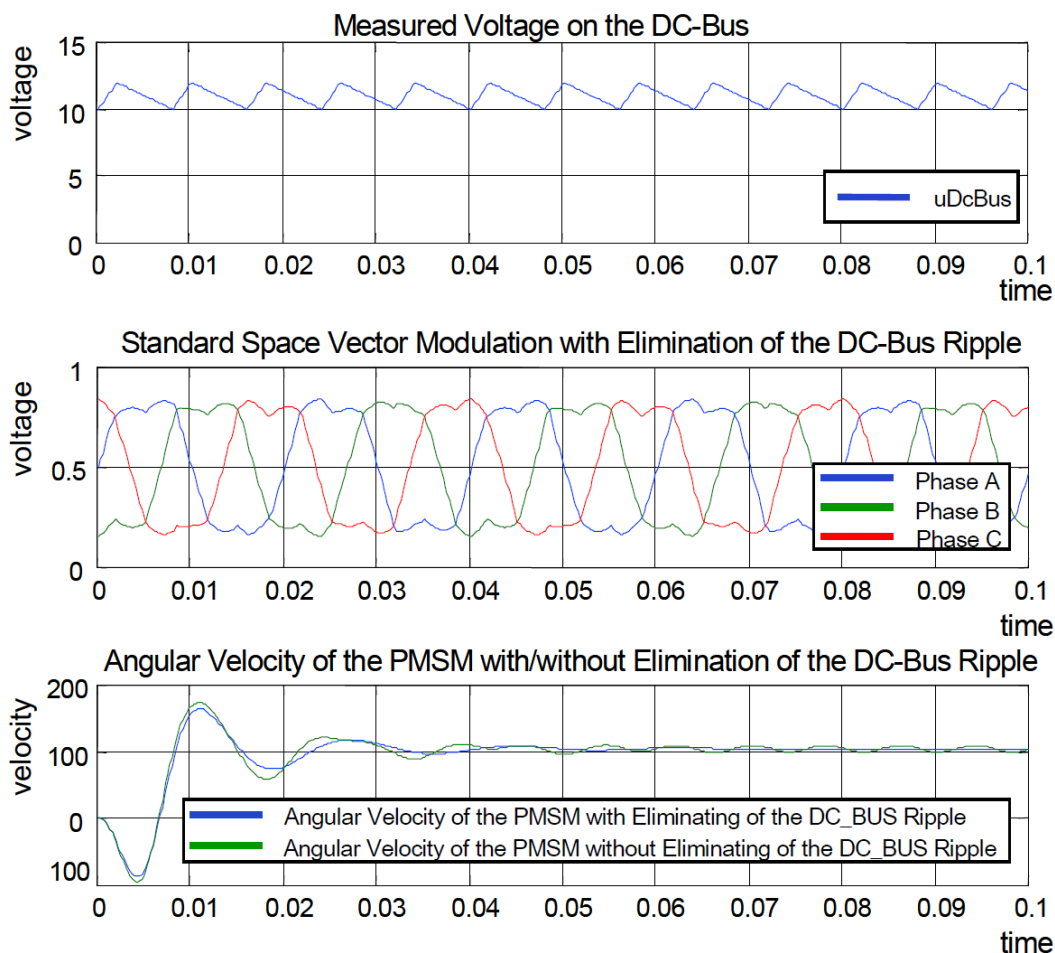 Measured Voltage on the DC-Bus
voltage
15
10
5
0
uDcBus
0 0.01 0.02 0.03 0.04 0.05 0.06 0.07 0.08 0.09 0.1
time
Standard Space Vector Modulation with Elimination of the DC-Bus Ripple
voltage
1
0.5
0
Phase A
Phase B
Phase C
0 0.01 0.02 0.03 0.04 0.05 0.06 0.07 0.08 0.09 0.1
time
Angular Velocity of the PMSM with/without Elimination of the DC-Bus Ripple
velocity
200
100
0
100
Angular Velocity of the PMSM with Eliminating of the DC_BUS Ripple
Angular Velocity of the PMSM without Eliminating of the DC_BUS Ripple
0 0.01 0.02 0.03 0.04 0.05 0.06 0.07 0.08 0.09 0.1
time